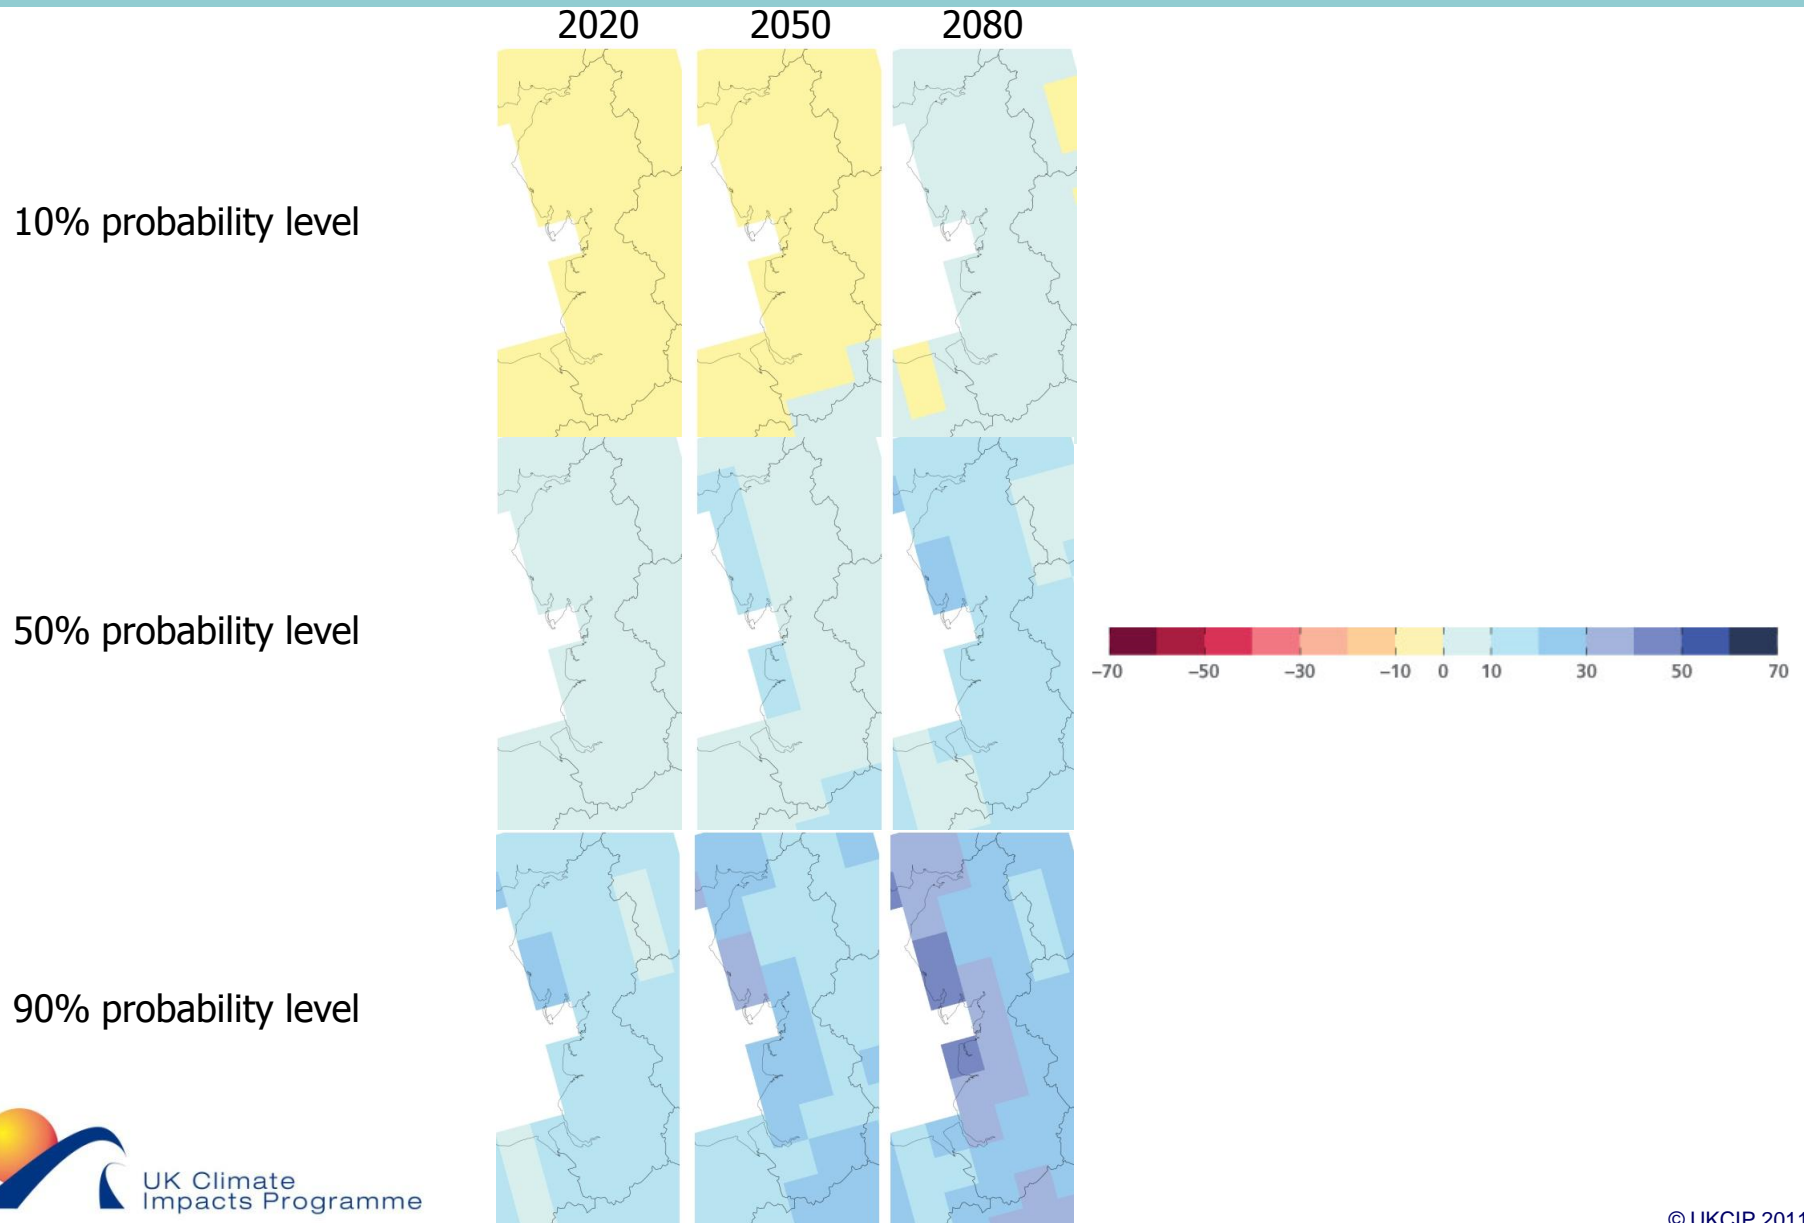 2020 2050 2080
10% probability level
50% probability level
−70 −50 −30 −10 0 10 30 50 70
90% probability level
UK Climate
Impacts Programme
© UKCIP 2011